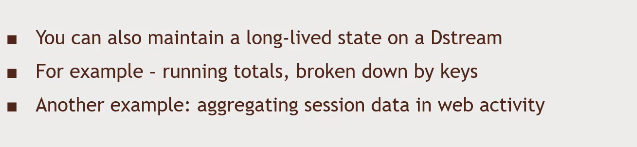 ▪ You can also maintain a long-lived state on a Dstream
▪ For example – running totals, broken down by keys
▪ Another example: aggregating session data in web activity